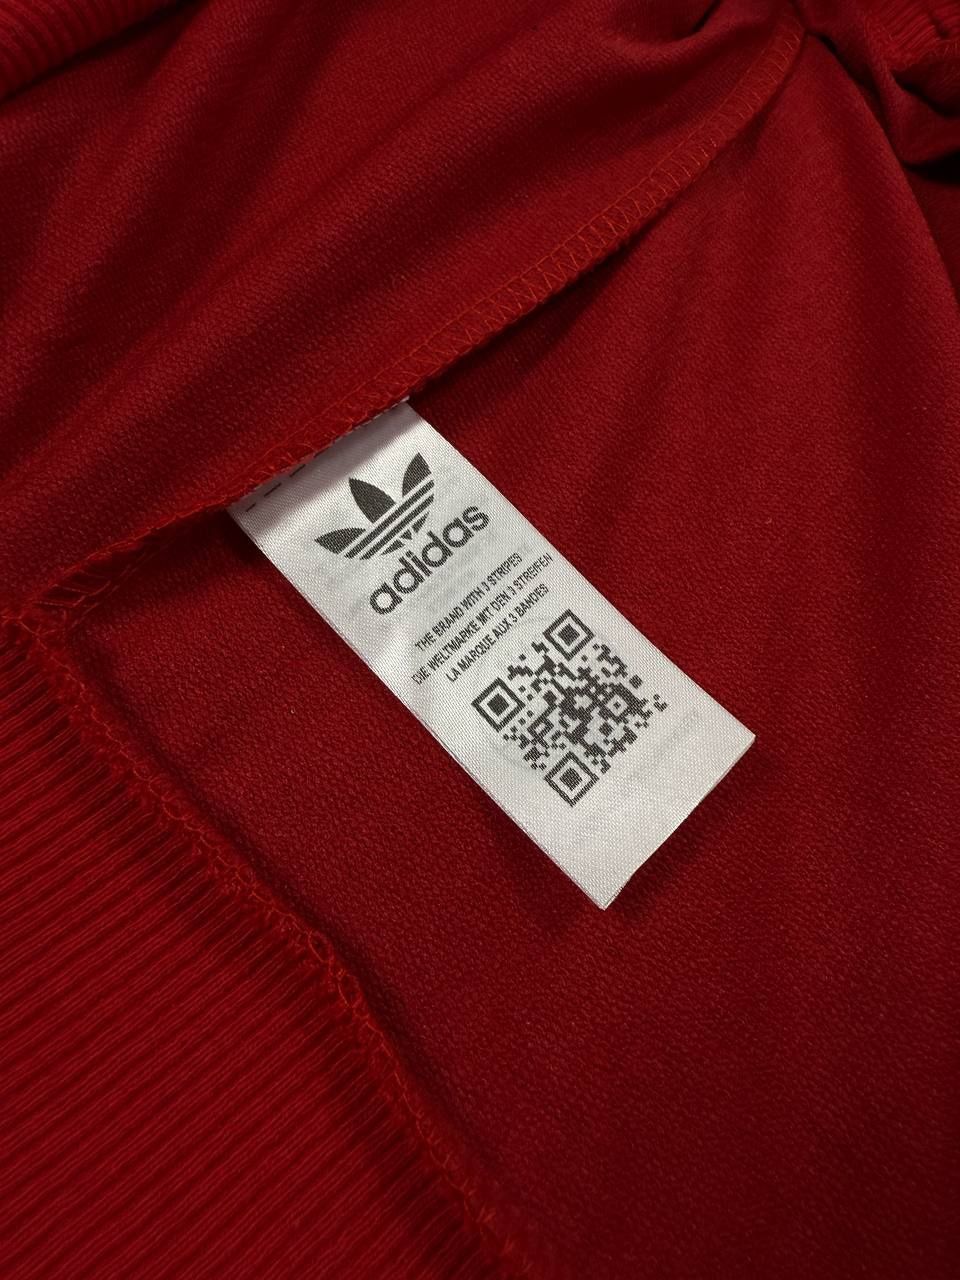 adidas
THE BRAND WITH 3 STRIPES
DIE WELTMARKE MIT DEN 3 STREIFEN
LA MARQUE AUX 3 BANDES